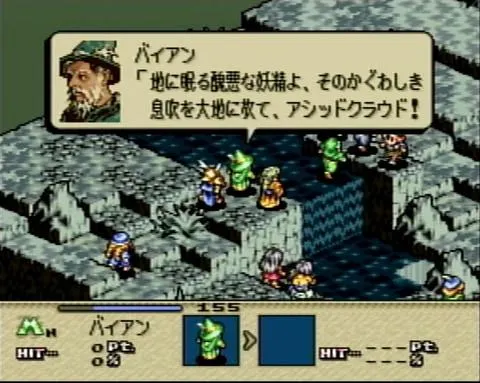 バイアン
「地に眠る醜悪な妖精よ、そのかぐわしき
息吹を大地に放て、アシッドクラウド!
155
N バイアン
HIT… 0Pt. HIT… ---Pt.
0% ---%